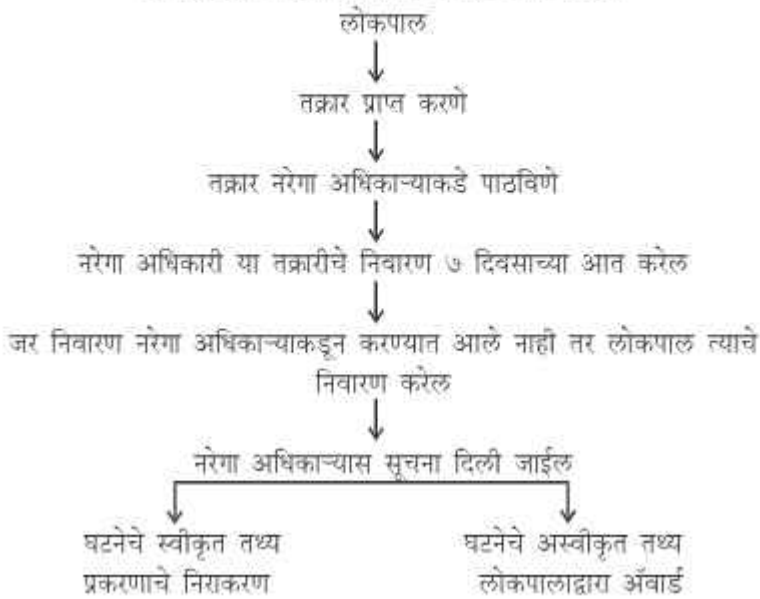 लोकपाल
तक्रार प्राप्त करणे
तक्रार नरेगा अधिकाऱ्याकडे पाठविणे
नरेगा अधिकारी या तक्रारीचे निवारण ७ दिवसाच्या आत करेल
जर निवारण नरेगा अधिकाऱ्याकडून करण्यात आले नाही तर लोकपाल त्याचे
निवारण करेल
नरेगा अधिकाऱ्यास सूचना दिली जाईल
घटनेचे स्वीकृत तथ्य
घटनेचे अस्वीकृत तथ्य
प्रकरणाचे निराकरण
लोकपालाद्वारा अ‍ॅवार्ड